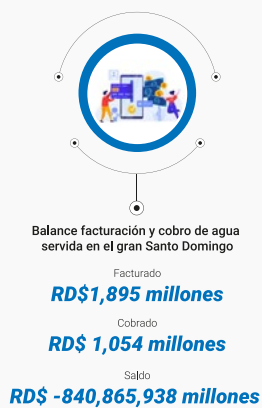 Balance facturación y cobro de agua
servida en el gran Santo Domingo
Facturado
RD$1,895 millones
Cobrado
RD$ 1,054 millones
Saldo
RD$ -840,865,938 millones